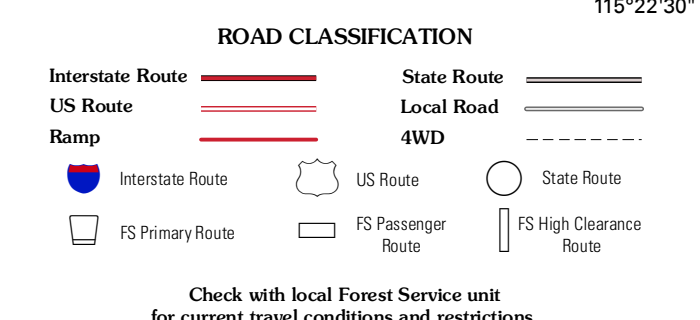 115°22'30"
ROAD CLASSIFICATION
Interstate Route
State Route
US Route
Local Road
Ramp
4WD
Interstate Route
US Route
State Route
FS Primary Route
FS Passenger
Route
FS High Clearance
Route
Check with local Forest Service unit
for current travel conditions and restrictions